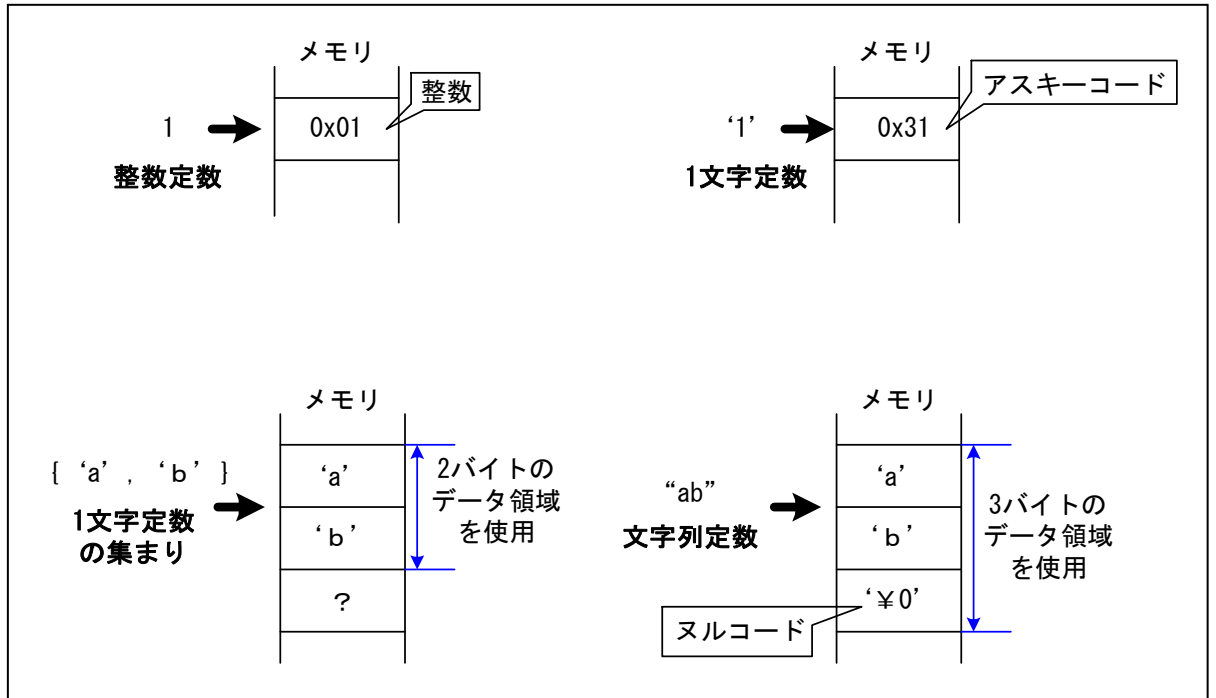 メモリ
整数
1
0x01
整数定数
メモリ
アスキーコード
‘1’
0x31
1文字定数
メモリ
{ ‘a’, ‘ｂ’ }
1文字定数
の集まり
‘a’
‘ｂ’
？
2バイトの
データ領域
を使用
メモリ
“ab”
文字列定数
‘a’
‘ｂ’
‘￥0’
ヌルコード
3バイトの
データ領域
を使用